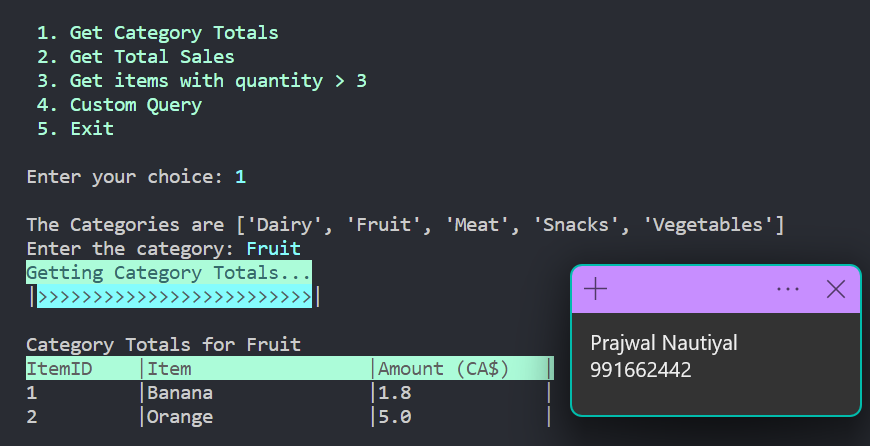 1. Get Category Totals
2. Get Total Sales
3. Get items with quantity > 3
4. Custom Query
5. Exit
Enter your choice: 1
The Categories are ['Dairy', 'Fruit', 'Meat', 'Snacks', 'Vegetables']
Enter the category: Fruit
Getting Category Totals...
|>>>>>>>>>>>>>>>>>>>>>>>>>|
Category Totals for Fruit
ItemID    |Item                |Amount (CA$)   |
1         |Banana              |1.8            |
2         |Orange              |5.0            |
Prajwal Nautiyal
991662442